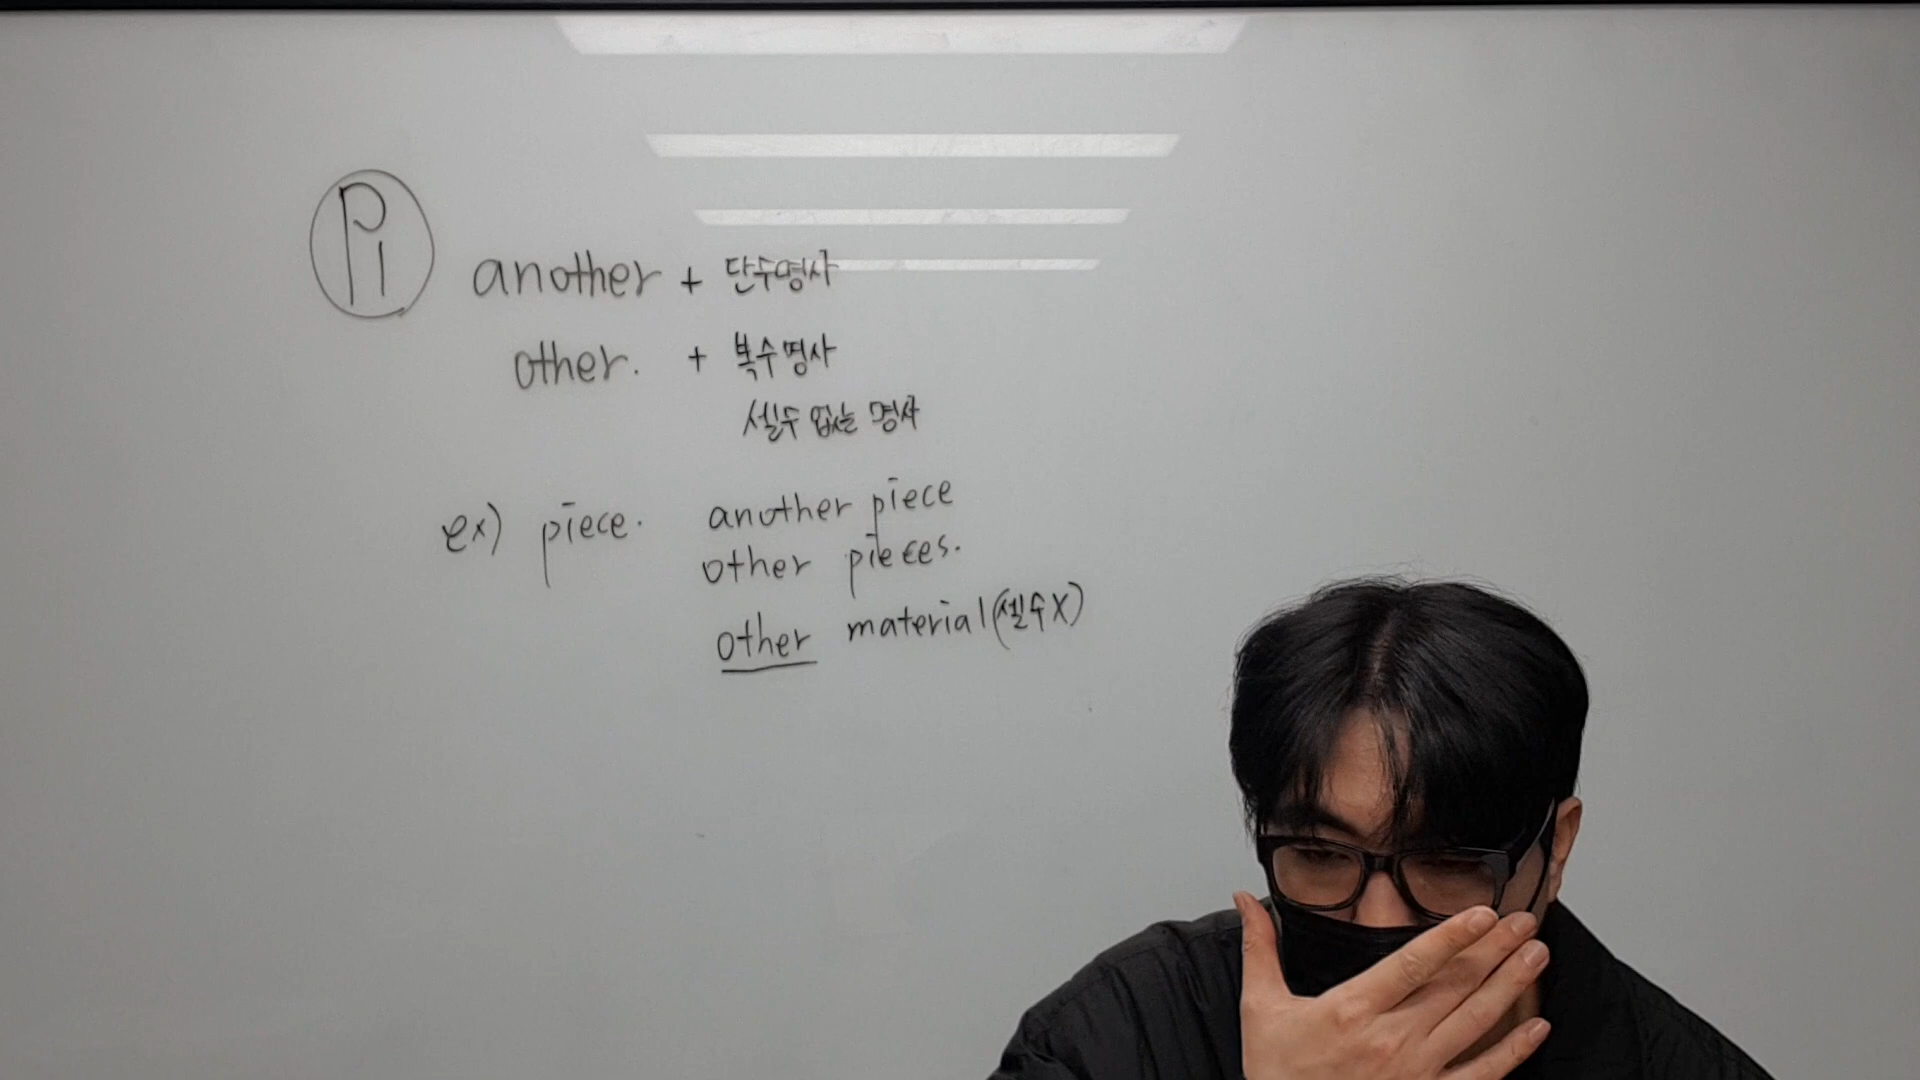 P1
another + 단수명사
other. + 복수명사
셀수 없는 명사
ex) piece. another piece
other pieces.
other material(셀수X)